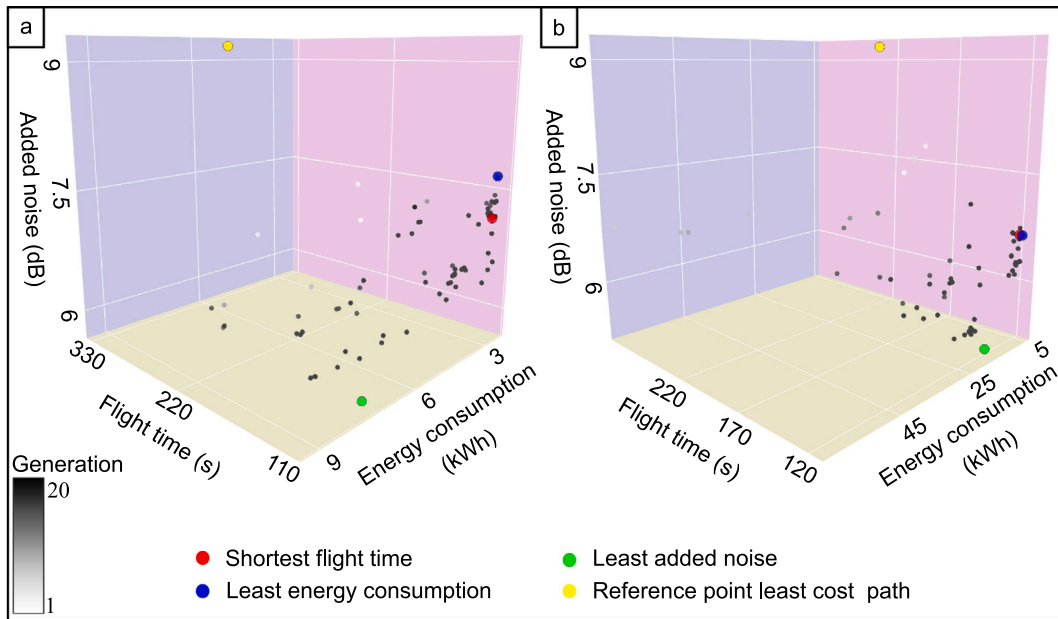 a
9
7.5
6
Added noise (dB)
330
220
110
Flight time (s)
9
6
3
Energy consumption
(kWh)
b
9
7.5
6
Added noise (dB)
220
170
120
Flight time (s)
45
25
5
Energy consumption
(kWh)
Generation
20
1
Shortest flight time
Least energy consumption
Least added noise
Reference point least cost path